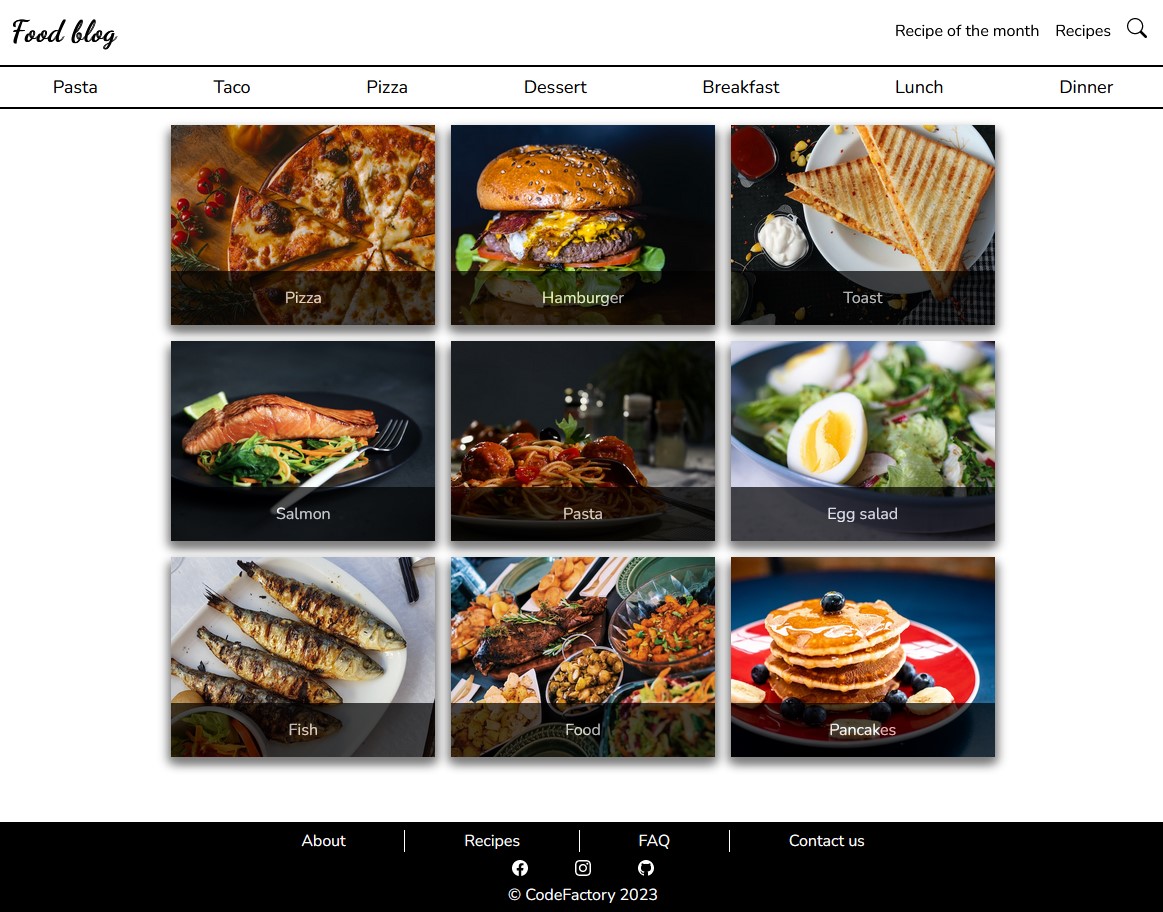 Food blog
Recipe of the month Recipes
Pasta Taco Pizza Dessert Breakfast Lunch Dinner
Pizza Hamburger Toast
Salmon Pasta Egg salad
Fish Food Pancakes
About Recipes FAQ Contact us
© CodeFactory 2023